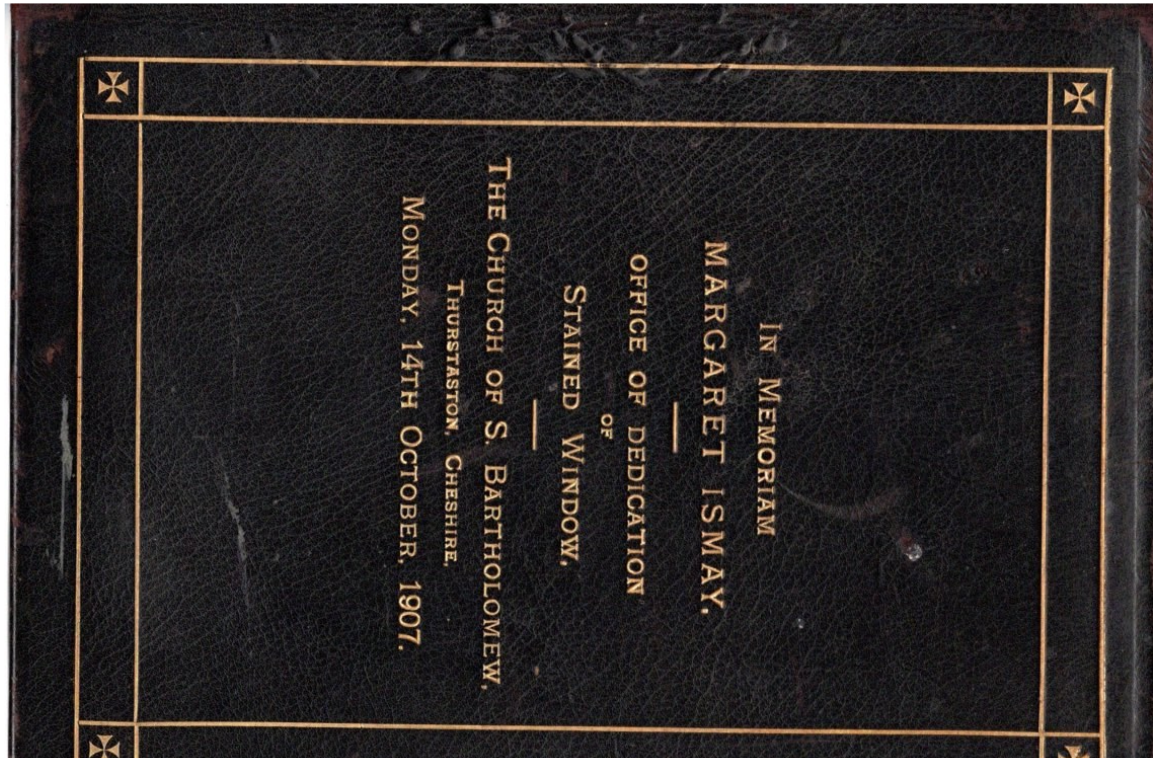 In Memoriam
MARGARET ISMAY.
OFFICE OF DEDICATION
OF
STAINED WINDOW,
THE CHURCH OF S. BARTHOLOMEW,
THURSTASTON, CHESHIRE,
MONDAY, 14TH OCTOBER, 1907.